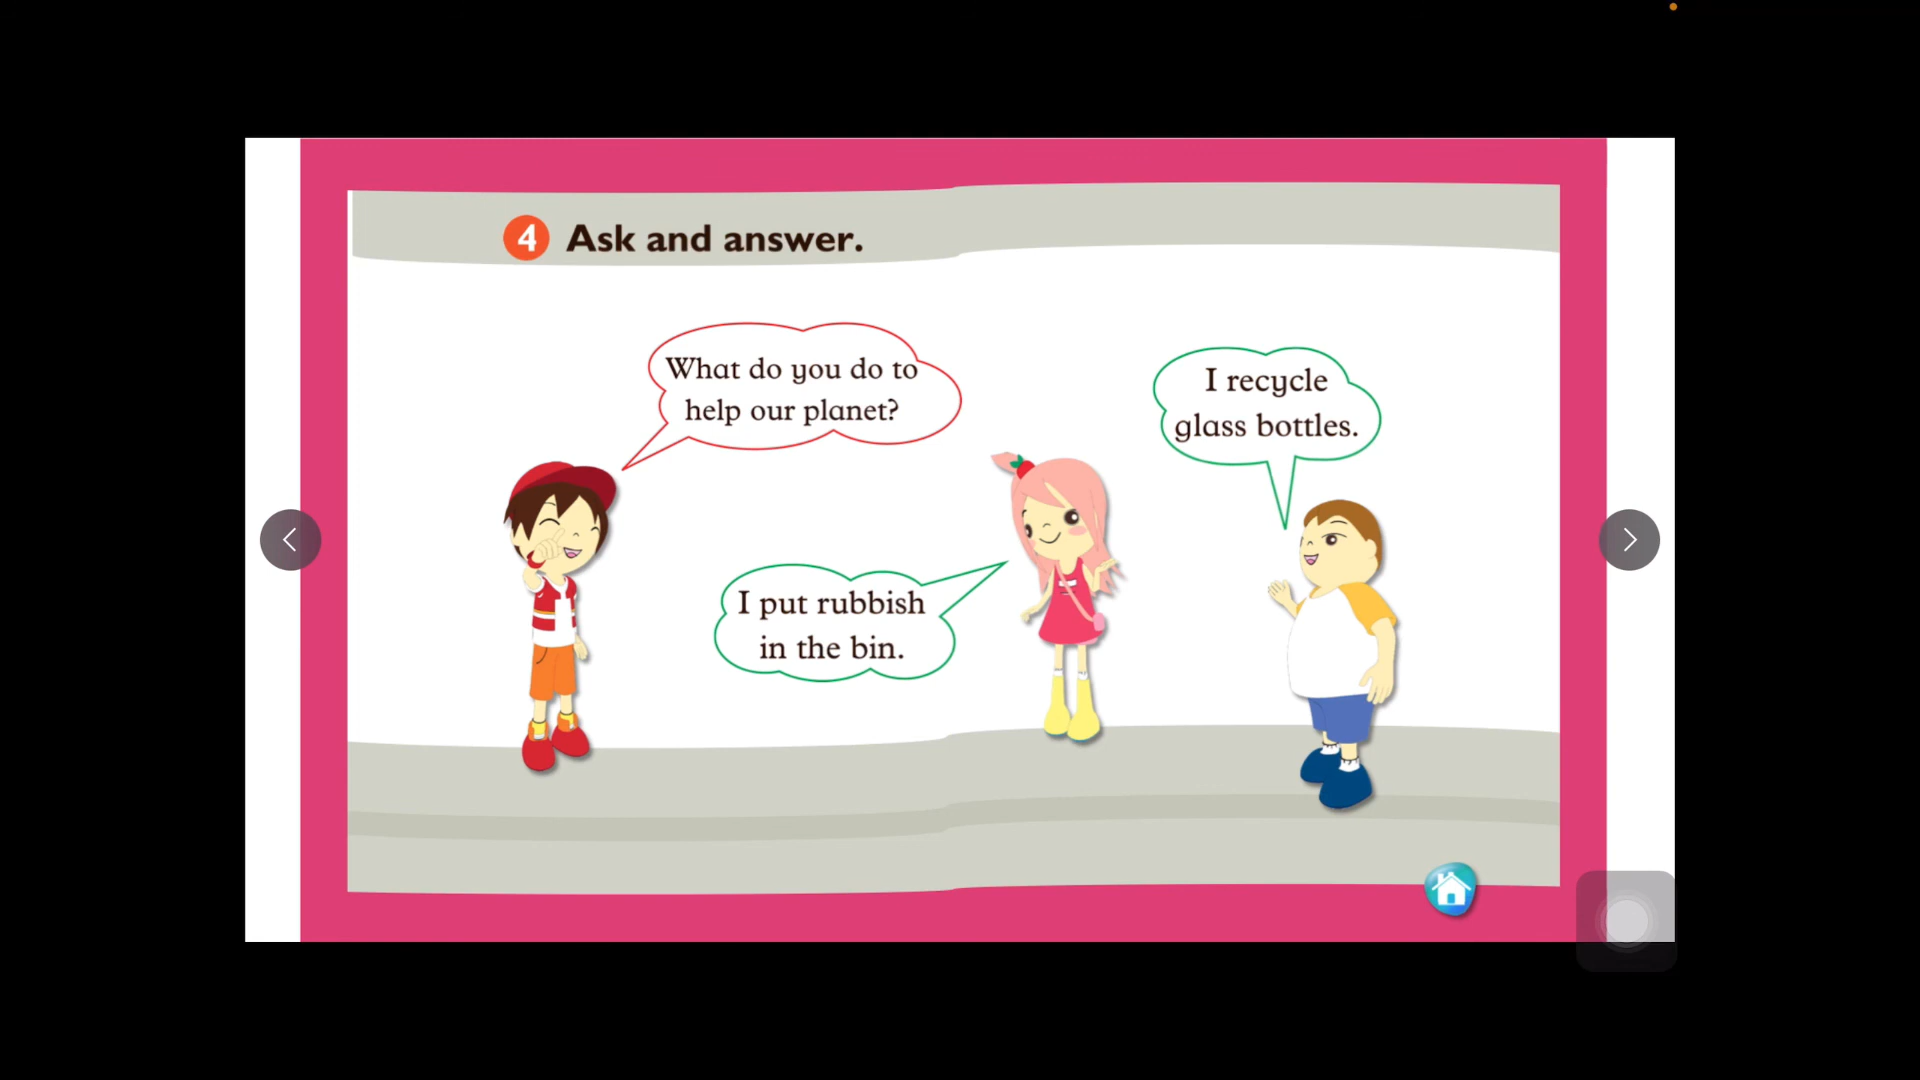 4 Ask and answer.
What do you do to
help our planet?
I recycle
glass bottles.
I put rubbish
in the bin.